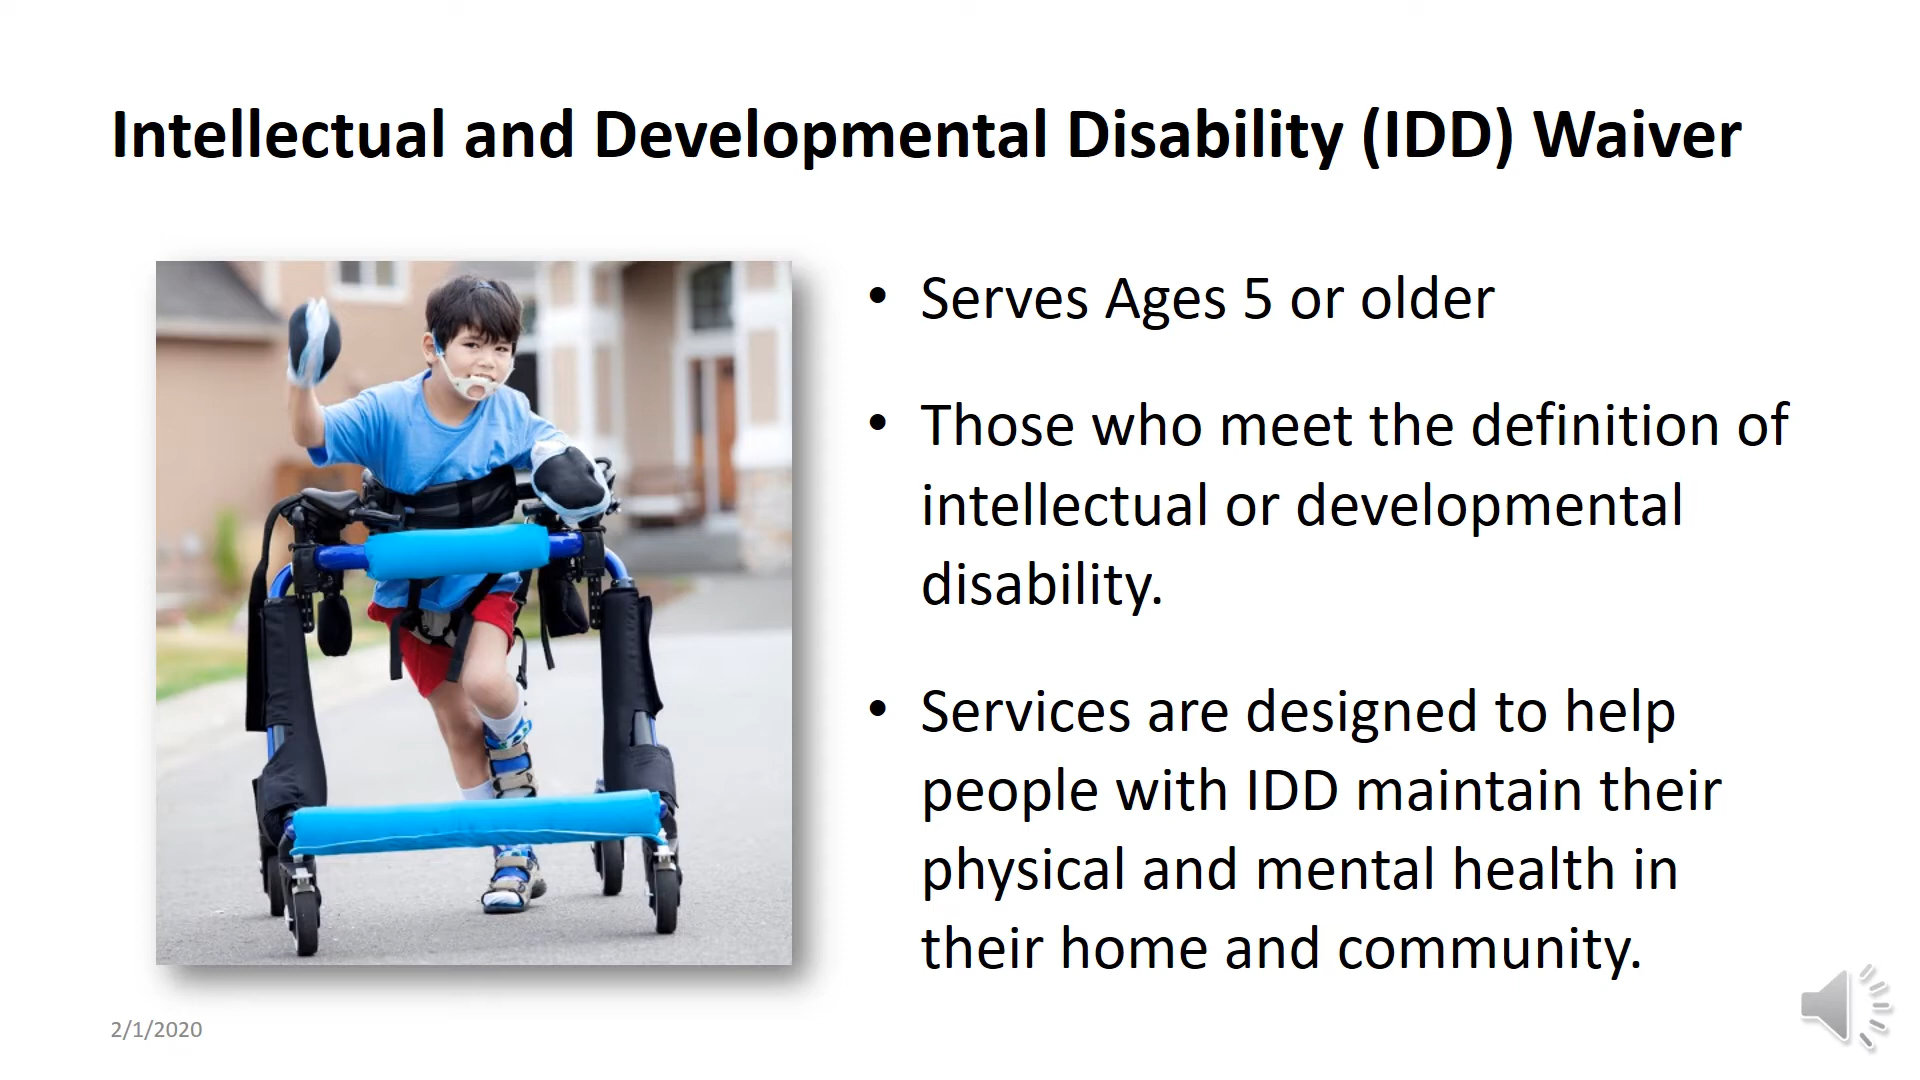 Intellectual and Developmental Disability (IDD) Waiver
• Serves Ages 5 or older
• Those who meet the definition of
intellectual or developmental
disability.
• Services are designed to help
people with IDD maintain their
physical and mental health in
their home and community.
2/1/2020